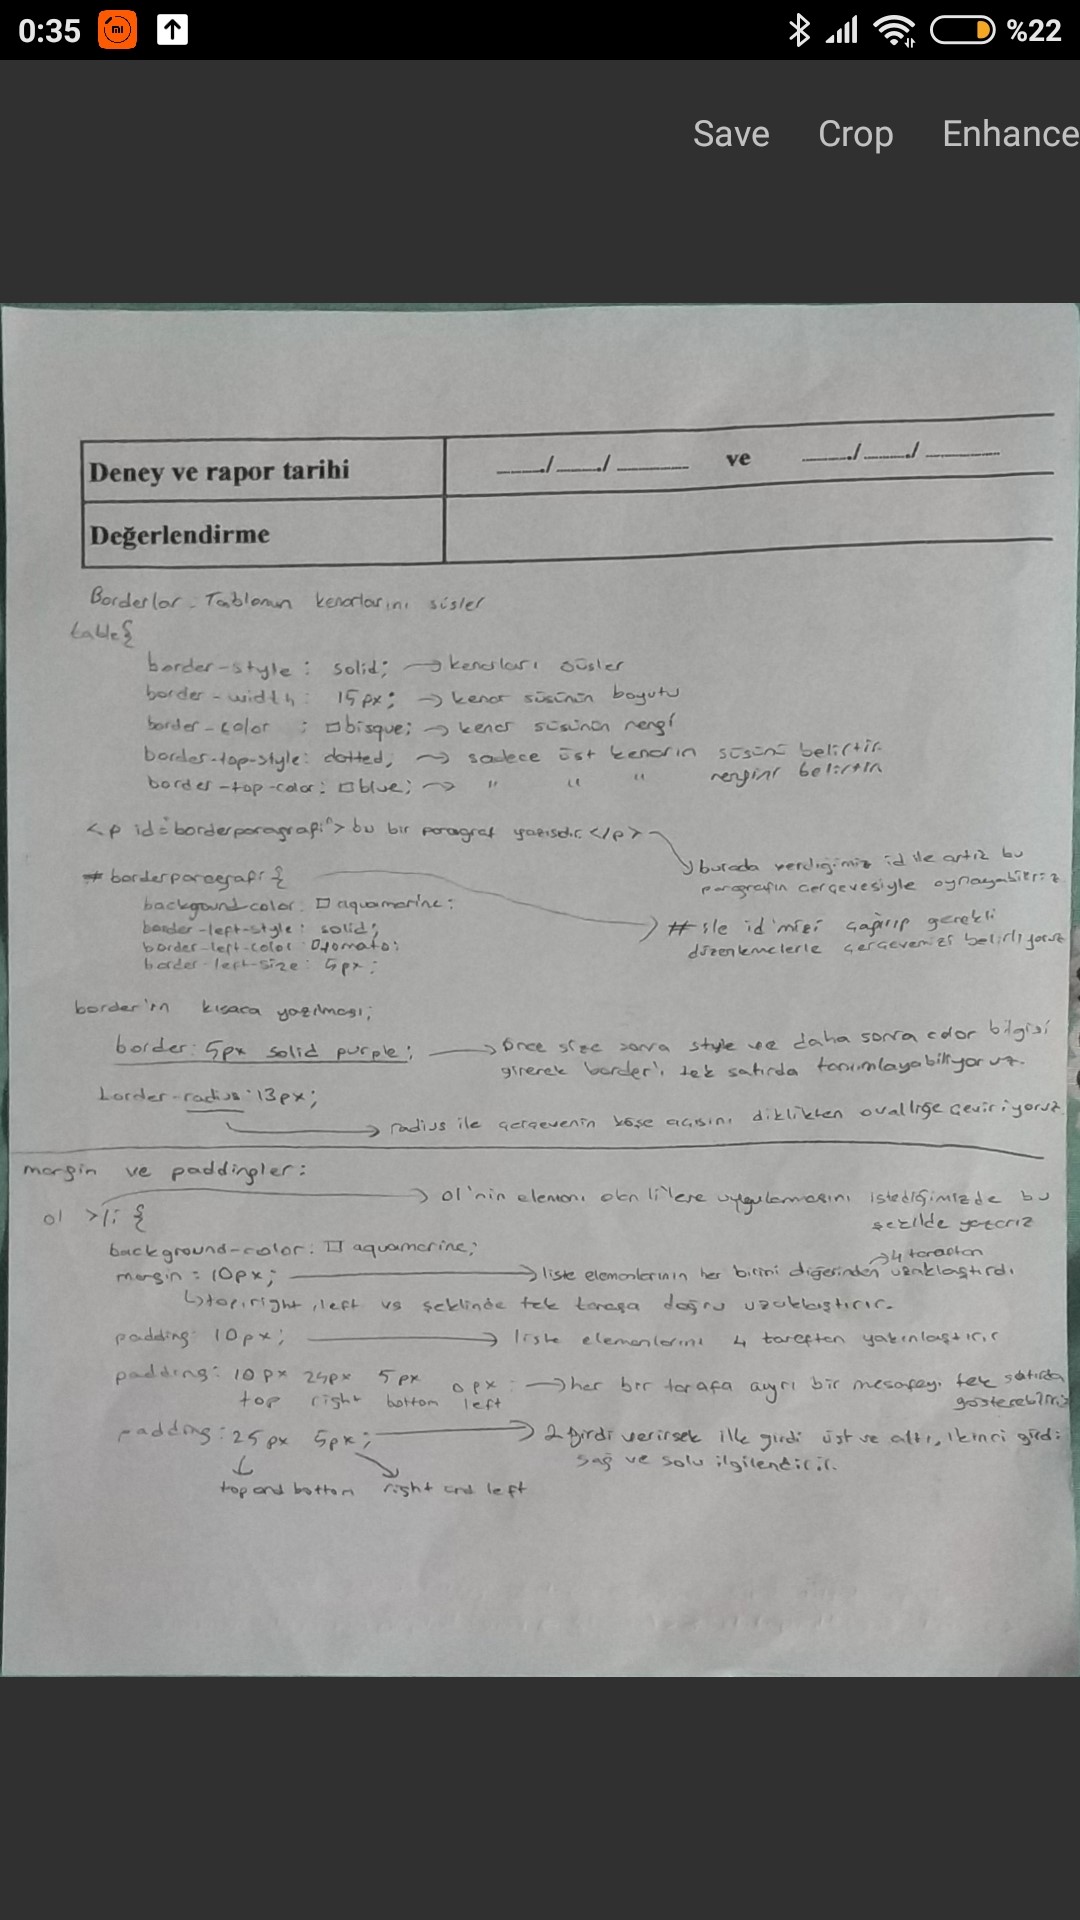 0:35 %22
Save Crop Enhance
Deney ve rapor tarihi ....../....../.......... ve ....../....../..........
Değerlendirme
Borderlar: Tablonun kenarlarını süsler
table{
border-style : solid; → kenarları süsler
border-width : 15px; → kenar süsünün boyutu
border-color : □bisque; → kenar süsünün rengi
border-top-style: dotted; → sadece üst kenarın süsünü belirtir
border-top-color: □blue; → " " " rengini belirtir
<p id="borderparagrafi"> bu bir paragraf yazısıdır. </p>
burada verdiğimiz id ile artık bu
paragrafın çerçevesiyle oynayabiliriz
# borderparagrafi {
background-color: □ aquamarine;
border-left-style: solid;
border-left-color: □tomato;
border-left-size: 5px;
# ile id'mizi çağırıp gerekli
düzenlemelerle çerçevemizi belirliyoruz
border'ın kısaca yazılması;
border: 5px solid purple; → Önce size sonra style ve daha sonra color bilgisi
girerek border'ı tek satırda tanımlayabiliyoruz.
border-radius: 13px;
→ radius ile çerçevenin köşe açısını diklikten ovalliğe çeviriyoruz
margin ve paddingler:
→ ol'nin elemanı olan li'lere uygulanmasını istediğimizde bu
şekilde yazarız
ol >li {
background-color: □ aquamarine;
margin: 10px; → liste elemanlarının her birini diğerinden uzaklaştırdı.
→4 taraftan
↳top, right, left vs şeklinde tek tarafa doğru uzaklaştırır.
padding: 10px; → liste elemanlarını 4 taraftan yakınlaştırır
padding: 10px 25px 5px 0px; → her bir tarafa ayrı bir mesafeyi tek satırda
top right bottom left gösterebiliriz
padding: 25px 5px; → 2 girdi verirsek ilk girdi üst ve altı, ikinci girdi
sağ ve solu ilgilendirir.
top and bottom right and left